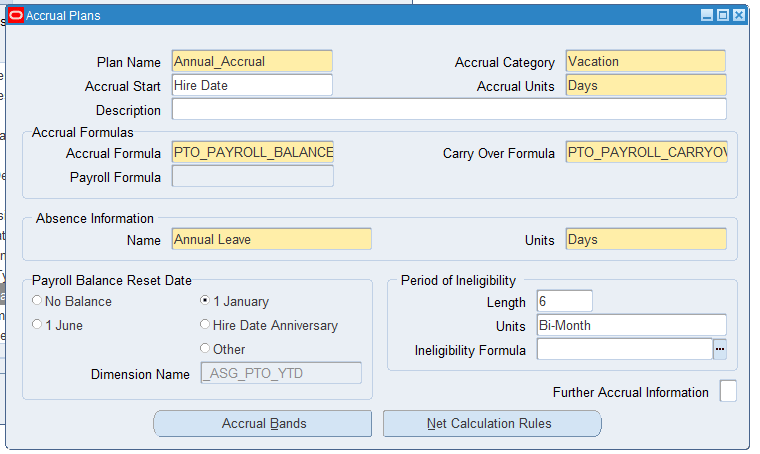 Accrual Plans
Plan Name Annual_Accrual Accrual Category Vacation
Accrual Start Hire Date Accrual Units Days
Description
Accrual Formulas
Accrual Formula PTO_PAYROLL_BALANCE Carry Over Formula PTO_PAYROLL_CARRYOV
Payroll Formula
Absence Information
Name Annual Leave Units Days
Payroll Balance Reset Date Period of Ineligibility
No Balance 1 January Length 6
1 June Hire Date Anniversary Units Bi-Month
Other Ineligibility Formula ...
Dimension Name _ASG_PTO_YTD
Further Accrual Information
Accrual Bands Net Calculation Rules